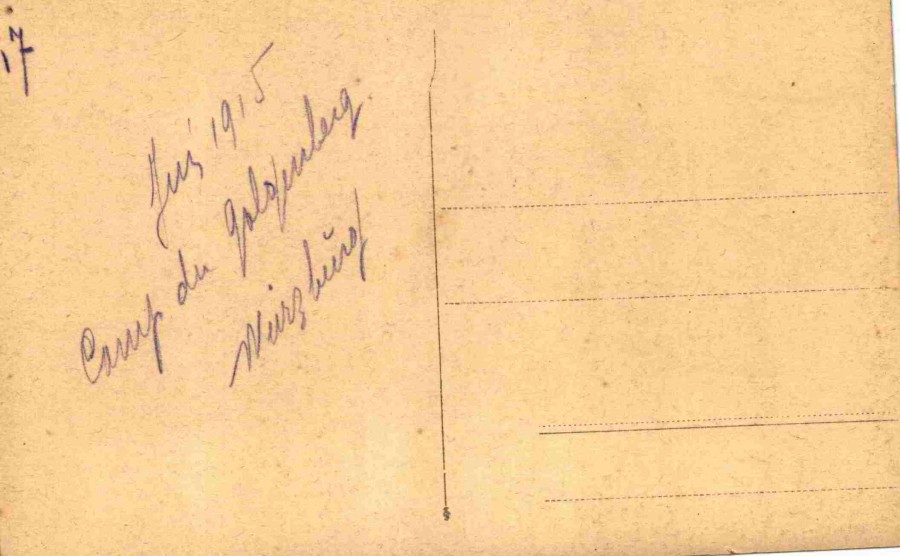 17
Juin 1915
Camp du Galgenberg.
Würzburg